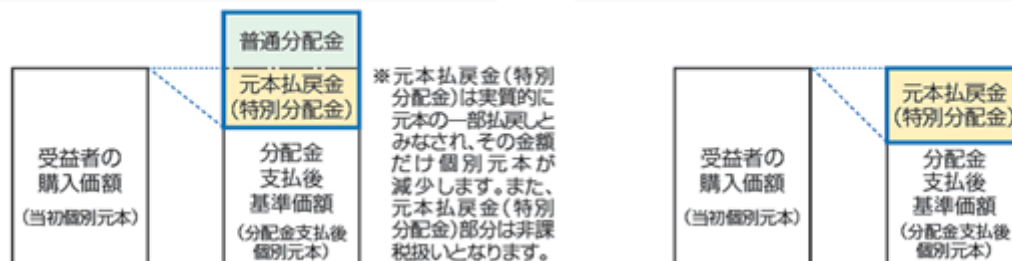 普通分配金
元本払戻金
(特別分配金)
受益者の
購入価額
(当初個別元本)
分配金
支払後
基準価額
(分配金支払後
個別元本)
※元本払戻金(特別
分配金)は実質的に
元本の一部払戻しと
みなされ、その金額
だけ個別元本が
減少します。また、
元本払戻金(特別
分配金)部分は非課
税扱いとなります。
受益者の
購入価額
(当初個別元本)
元本払戻金
(特別分配金)
分配金
支払後
基準価額
(分配金支払後
個別元本)